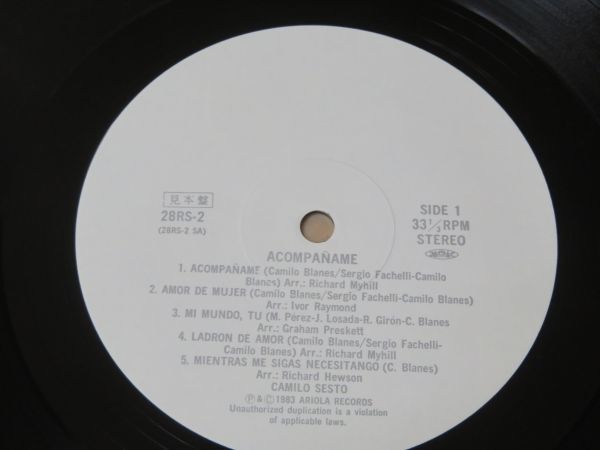 見本盤
28RS-2
(28RS-2 SA)
SIDE 1
33 1/3 RPM
STEREO
ACOMPAÑAME
1. ACOMPAÑAME (Camilo Blanes/Sergio Fachelli-Camilo
Blanes) Arr.: Richard Myhill
2. AMOR DE MUJER (Camilo Blanes/Sergio Fachelli-Camilo Blanes)
Arr.: Ivor Raymond
3. MI MUNDO, TU (M. Perez-J. Losada-R. Girón-C. Blanes
Arr.: Graham Preskett
4. LADRON DE AMOR (Camilo Blanes/Sergio Fachelli-
Camilo Blanes) Arr.: Richard Myhill
5. MIENTRAS ME SIGAS NECESITANGO (C. Blanes)
Arr.: Richard Hewson
CAMILO SESTO
Ⓟ & Ⓒ 1983 ARIOLA RECORDS
Unauthorized duplication is a violation
of applicable laws.